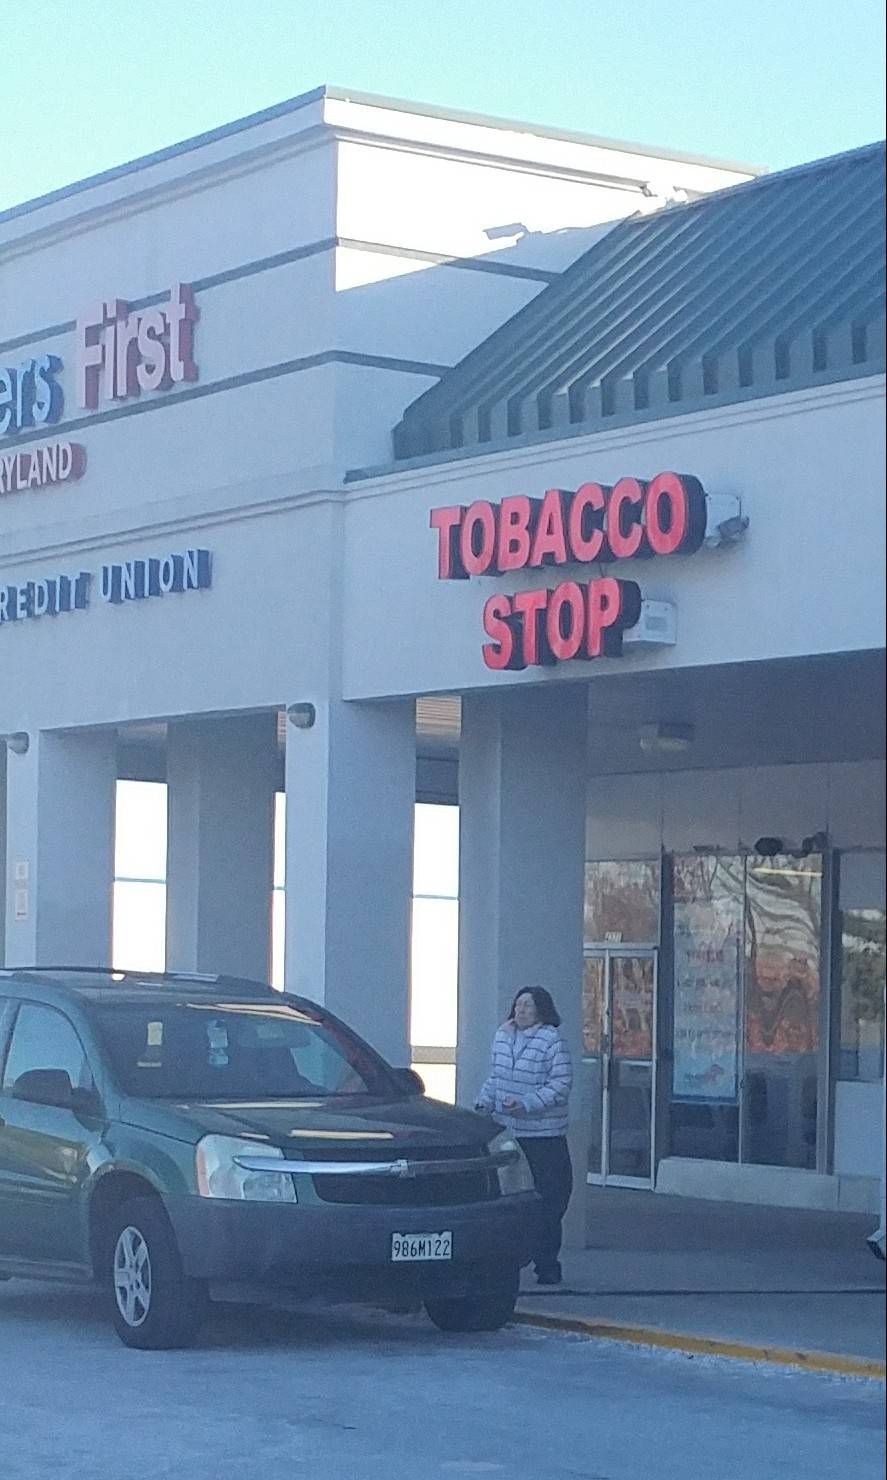 ers First
RYLAND
REDIT UNION
TOBACCO
STOP
986M122